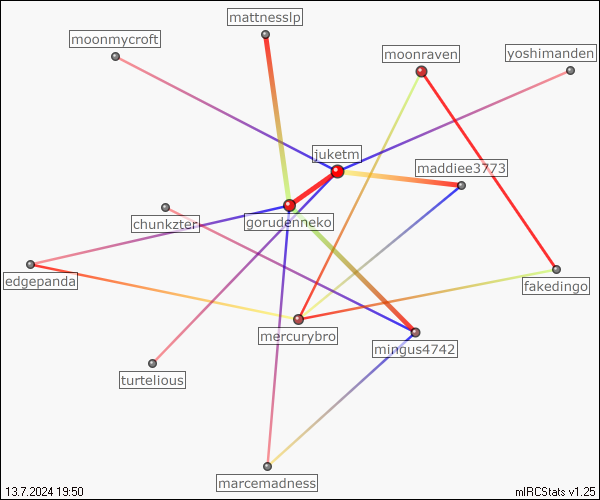 mattnesslp
moonmycroft
moonraven
yoshimanden
juketm
maddiee3773
chunkzter
gorudenneko
edgepanda
fakedingo
mercurybro
mingus4742
turtelious
marcemadness
13.7.2024 19:50
mIRCStats v1.25